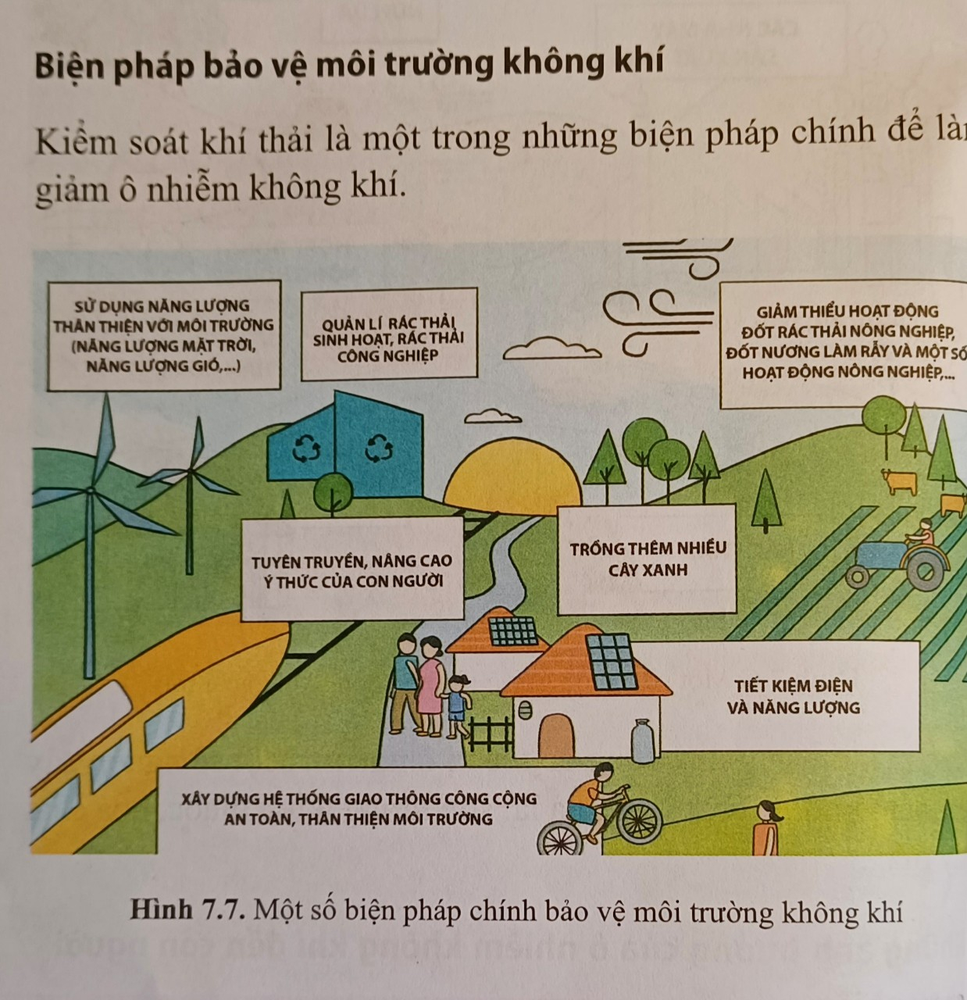 Biện pháp bảo vệ môi trường không khí
Kiểm soát khí thải là một trong những biện pháp chính để
giảm ô nhiễm không khí.
SỬ DỤNG NĂNG LƯỢNG
THÂN THIỆN VỚI MÔI TRƯỜNG
(NĂNG LƯỢNG MẶT TRỜI,
NĂNG LƯỢNG GIÓ,...)
QUẢN LÍ RÁC THẢI
SINH HOẠT, RÁC THẢI
CÔNG NGHIỆP
GIẢM THIỂU HOẠT ĐỘNG
ĐỐT RÁC THẢI NÔNG NGHIỆP,
ĐỐT NƯƠNG LÀM RẪY VÀ MỘT SỐ
HOẠT ĐỘNG NÔNG NGHIỆP,...
TUYÊN TRUYỀN, NÂNG CAO
Ý THỨC CỦA CON NGƯỜI
TRỒNG THÊM NHIỀU
CÂY XANH
TIẾT KIỆM ĐIỆN
VÀ NĂNG LƯỢNG
XÂY DỰNG HỆ THỐNG GIAO THÔNG CÔNG CỘNG
AN TOÀN, THÂN THIỆN MÔI TRƯỜNG
Hình 7.7. Một số biện pháp chính bảo vệ môi trường không khí